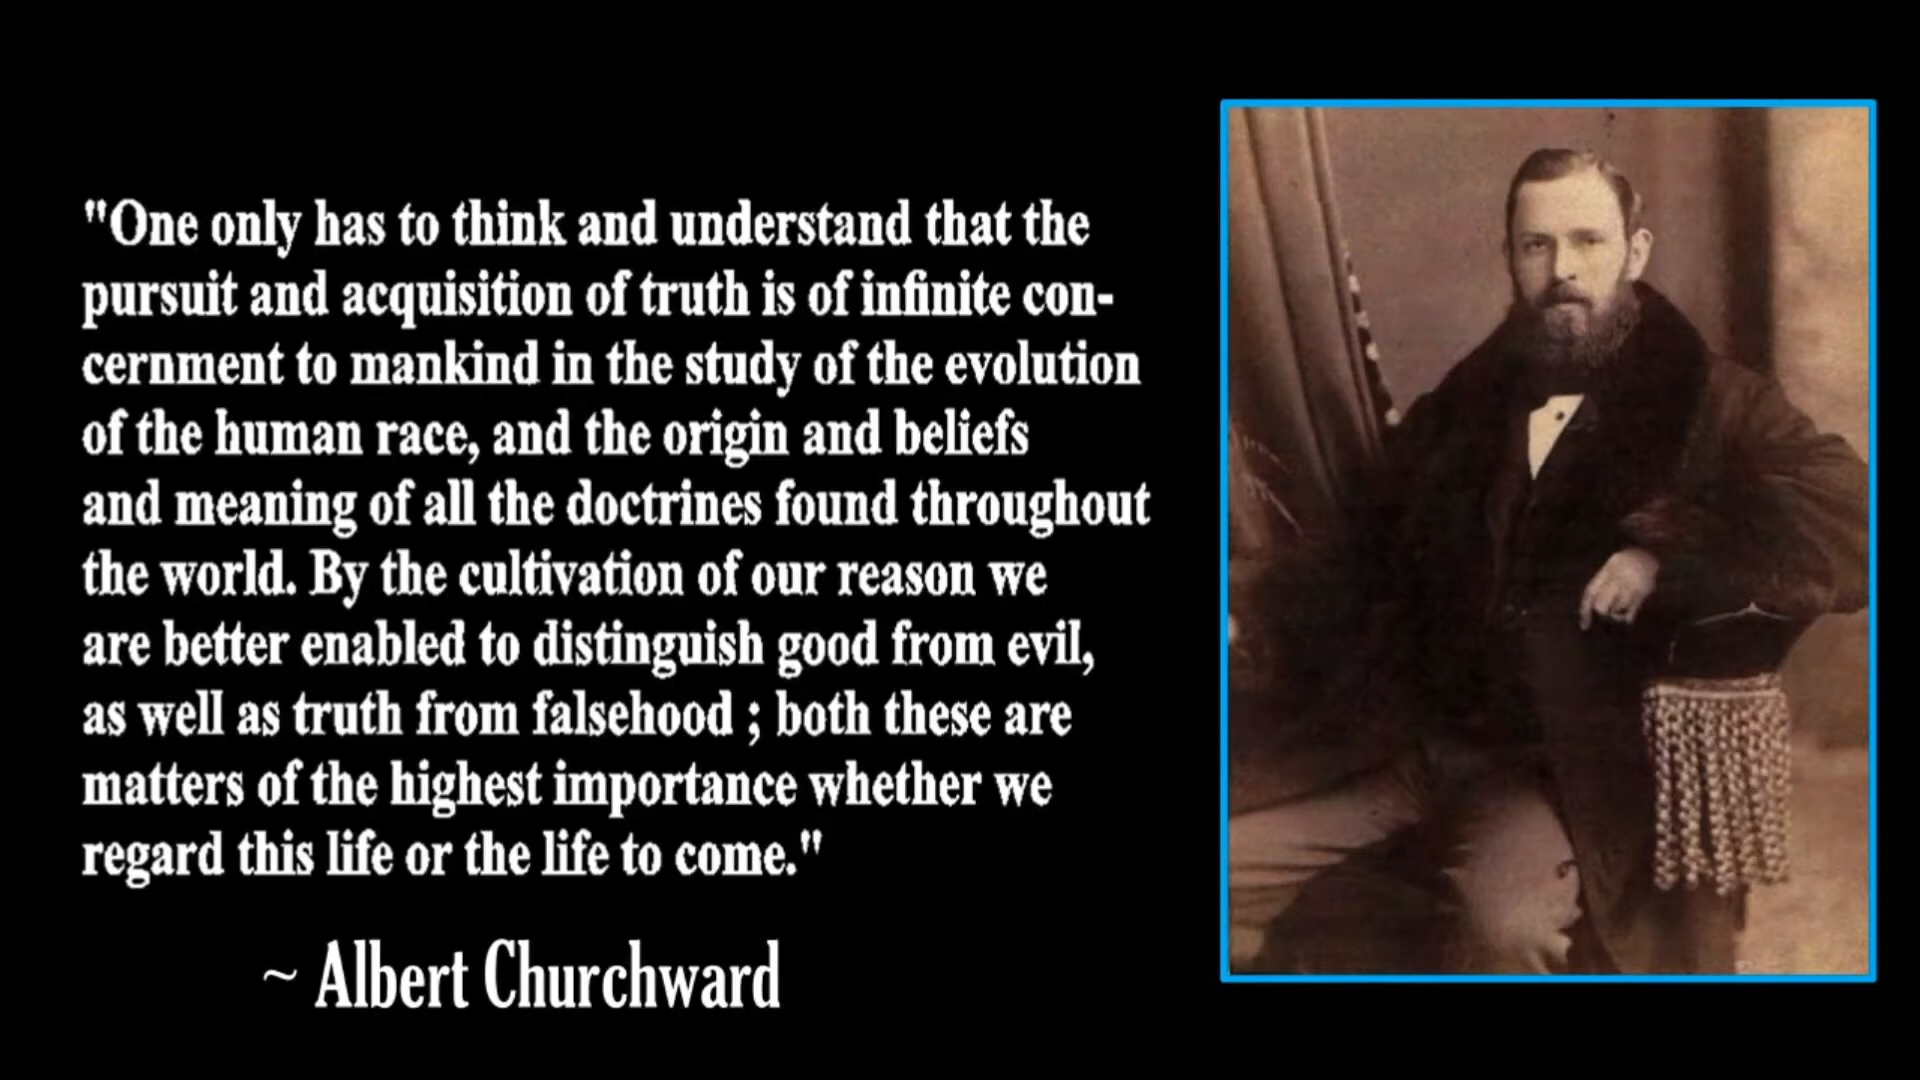 "One only has to think and understand that the
pursuit and acquisition of truth is of infinite con-
cernment to mankind in the study of the evolution
of the human race, and the origin and beliefs
and meaning of all the doctrines found throughout
the world. By the cultivation of our reason we
are better enabled to distinguish good from evil,
as well as truth from falsehood ; both these are
matters of the highest importance whether we
regard this life or the life to come."
~ Albert Churchward